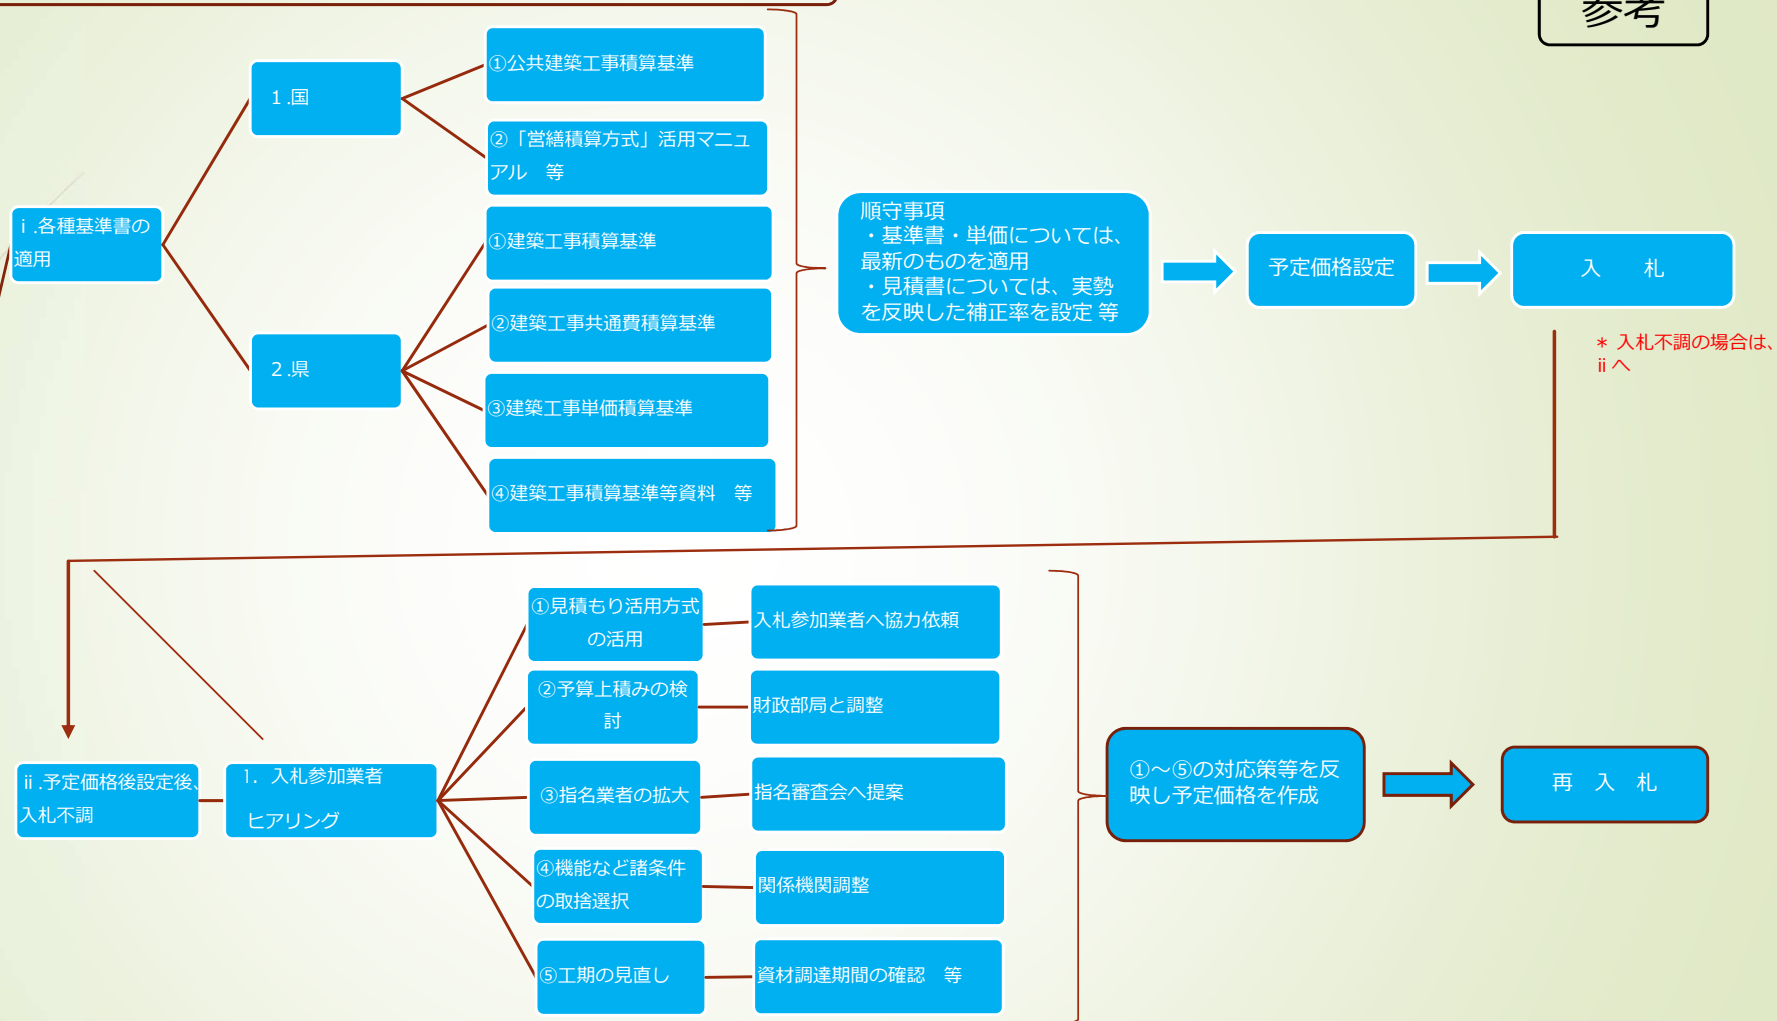 参考
ⅰ.各種基準書の
適用
１.国
①公共建築工事積算基準
②「営繕積算方式」活用マニュ
アル　等
２.県
①建築工事積算基準
②建築工事共通費積算基準
③建築工事単価積算基準
④建築工事積算基準等資料　等
順守事項
・基準書・単価については、
最新のものを適用
・見積書については、実勢
を反映した補正率を設定 等
予定価格設定
入　札
* 入札不調の場合は、
ⅱへ
ⅱ.予定価格後設定後、
入札不調
1. 入札参加業者
ヒアリング
①見積もり活用方式
の活用
入札参加業者へ協力依頼
②予算上積みの検
討
財政部局と調整
③指名業者の拡大
指名審査会へ提案
④機能など諸条件
の取捨選択
関係機関調整
⑤工期の見直し
資材調達期間の確認　等
①～⑤の対応策等を反
映し予定価格を作成
再　入　札